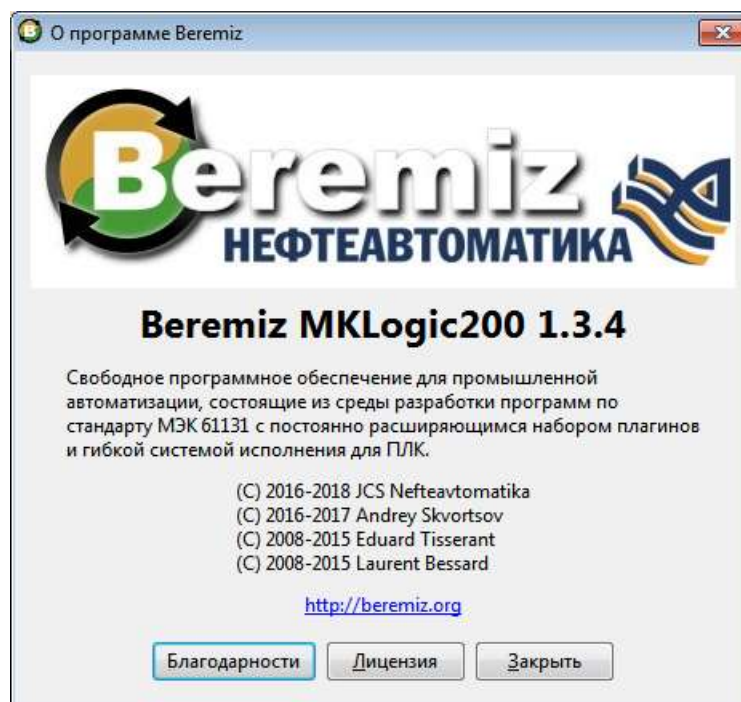 О программе Beremiz
Beremiz
НЕФТЕАВТОМАТИКА
Beremiz MKLogic200 1.3.4
Свободное программное обеспечение для промышленной
автоматизации, состоящие из среды разработки программ по
стандарту МЭК 61131 с постоянно расширяющимся набором плагинов
и гибкой системой исполнения для ПЛК.
(C) 2016-2018 JCS Nefteavtomatika
(C) 2016-2017 Andrey Skvortsov
(C) 2008-2015 Eduard Tisserant
(C) 2008-2015 Laurent Bessard
http://beremiz.org
Благодарности Лицензия Закрыть